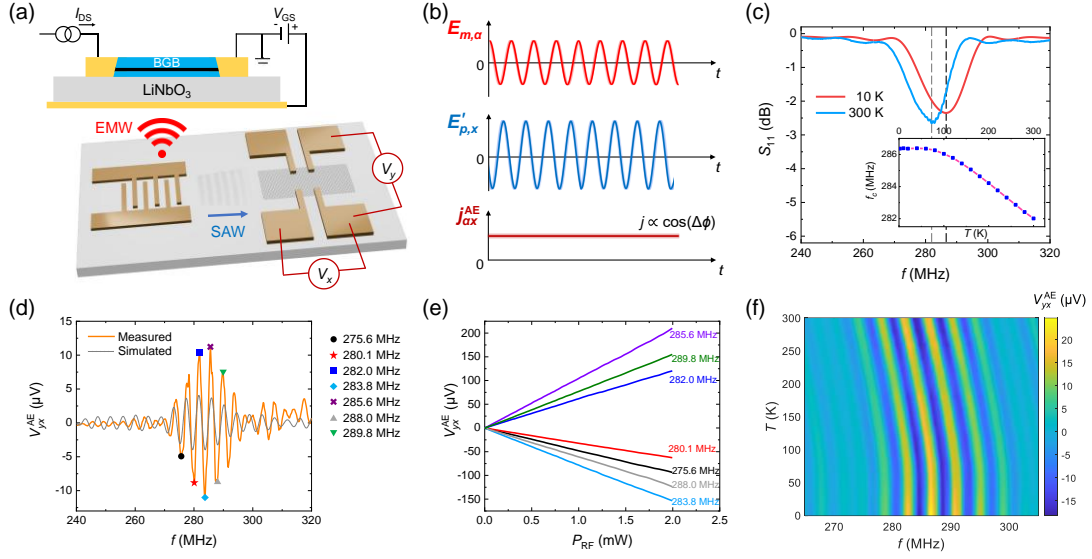 (a)
I_DS
V_GS
- +
BGB
LiNbO₃
EMW
SAW
V_y
V_x
(b)
E_m,α
0
t
E′_p,x
0
t
j_αx^AE
j ∝ cos(Δϕ)
0
t
(c)
0
-1
-2
-3
-4
-5
-6
S₁₁ (dB)
10 K
300 K
0 100 200 300
286
284
282
f_c (MHz)
T (K)
240 260 280 300 320
f (MHz)
(d)
15
10
5
0
-5
-10
V_yx^AE (µV)
Measured
Simulated
275.6 MHz
280.1 MHz
282.0 MHz
283.8 MHz
285.6 MHz
288.0 MHz
289.8 MHz
240 260 280 300 320
f (MHz)
(e)
200
150
100
50
0
-50
-100
-150
V_yx^AE (µV)
285.6 MHz
289.8 MHz
282.0 MHz
280.1 MHz
275.6 MHz
288.0 MHz
283.8 MHz
0.0 0.5 1.0 1.5 2.0 2.5
P_RF (mW)
(f)
V_yx^AE (µV)
300
250
200
150
100
50
0
T (K)
270 280 290 300
f (MHz)
25
20
15
10
5
0
-5
-10
-15